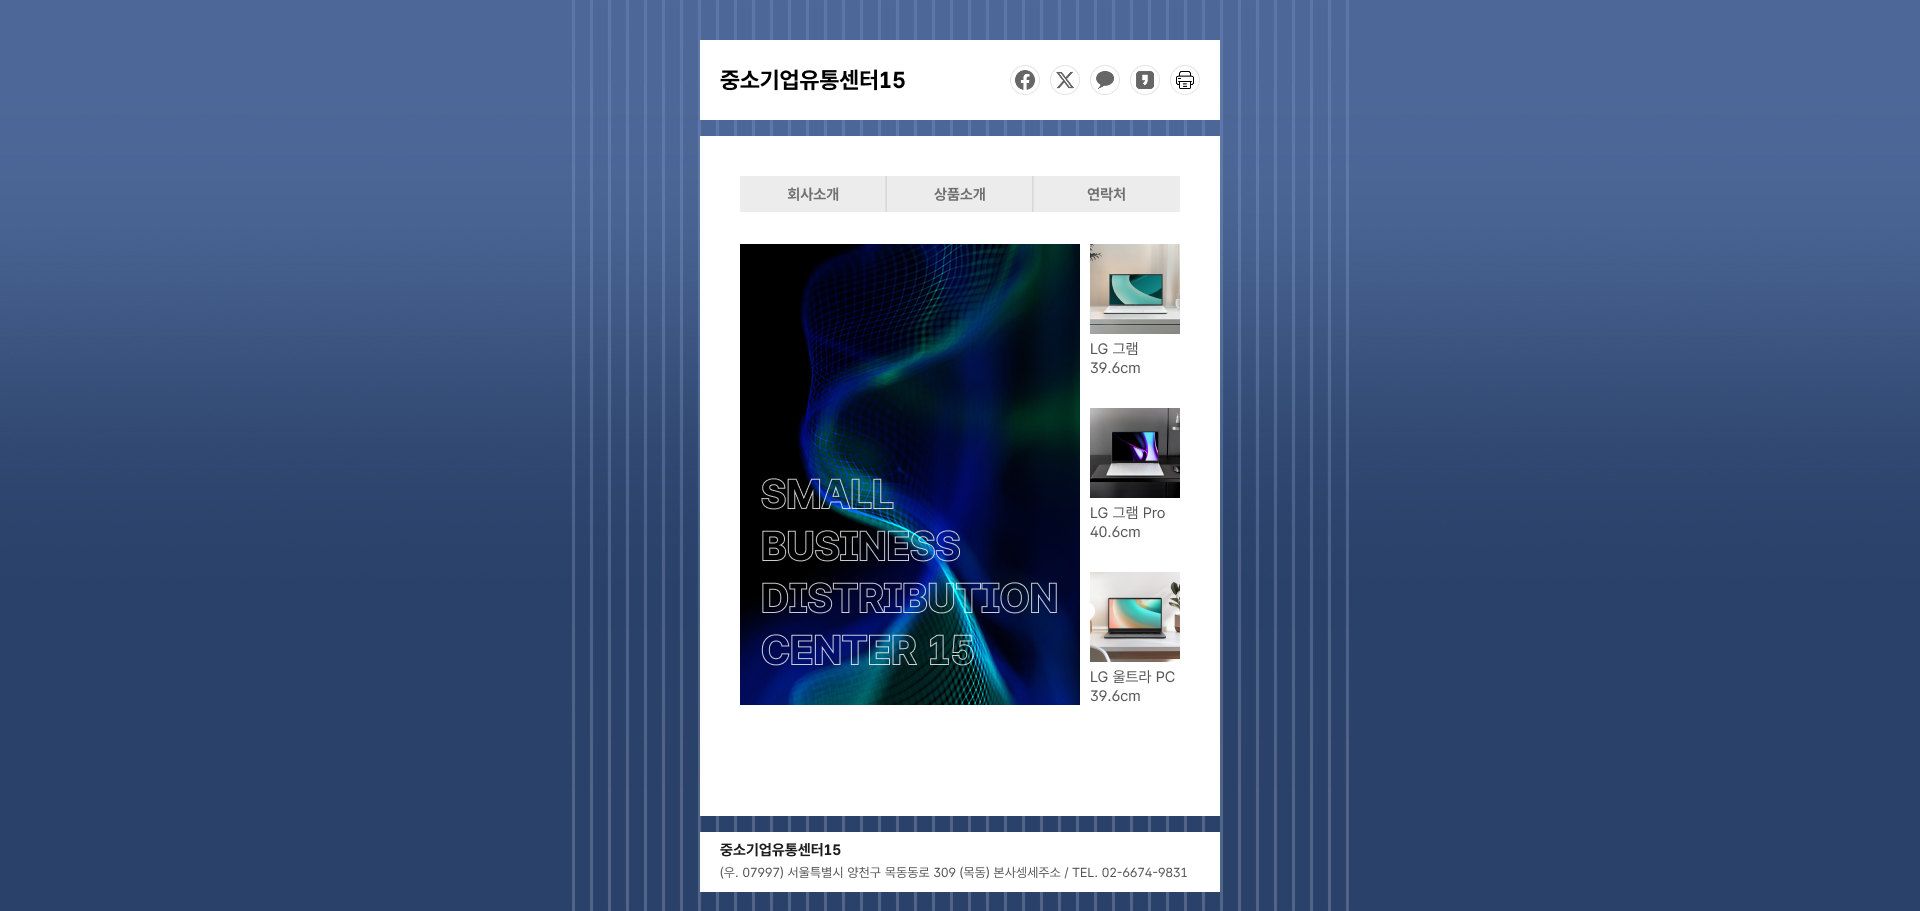 중소기업유통센터15
회사소개
상품소개
연락처
SMALL
BUSINESS
DISTRIBUTION
CENTER 15
LG 그램
39.6cm
LG 그램 Pro
40.6cm
LG 울트라 PC
39.6cm
중소기업유통센터15
(우. 07997) 서울특별시 양천구 목동동로 309 (목동) 본사셍세주소 / TEL. 02-6674-9831